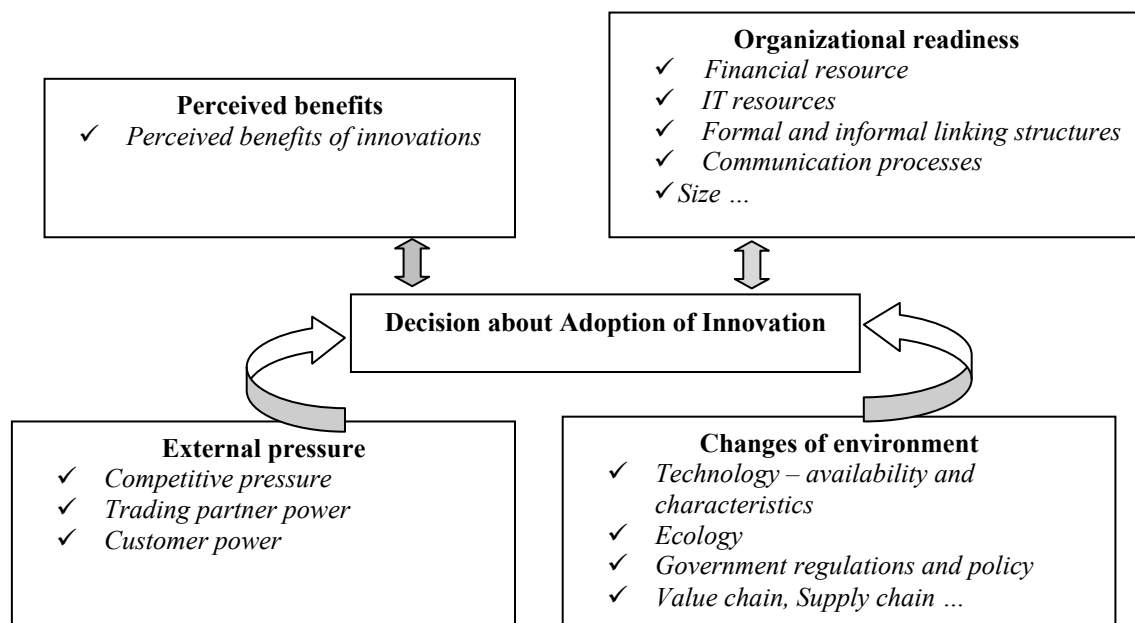 Perceived benefits
✓ Perceived benefits of innovations
Organizational readiness
✓ Financial resource
✓ IT resources
✓ Formal and informal linking structures
✓ Communication processes
✓ Size …
Decision about Adoption of Innovation
External pressure
✓ Competitive pressure
✓ Trading partner power
✓ Customer power
Changes of environment
✓ Technology – availability and
characteristics
✓ Ecology
✓ Government regulations and policy
✓ Value chain, Supply chain …